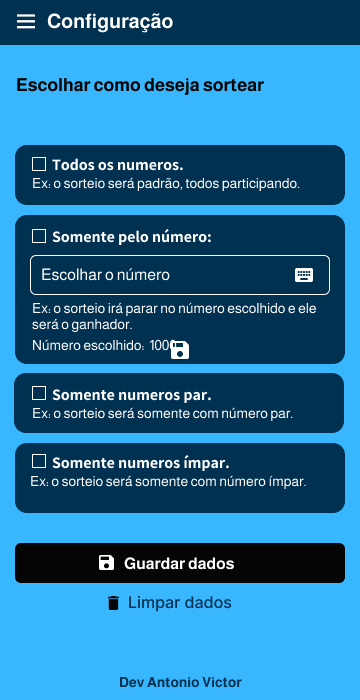 Configuração
Escolhar como deseja sortear
Todos os numeros.
Ex: o sorteio será padrão, todos participando.
Somente pelo número:
Escolhar o número
Ex: o sorteio irá parar no número escolhido e ele
será o ganhador.
Número escolhido:
Somente numeros par.
Ex: o sorteio será somente com número par.
Somente numeros ímpar.
Ex: o sorteio será somente com número ímpar.
Guardar dados
Limpar dados
Dev Antonio Victor